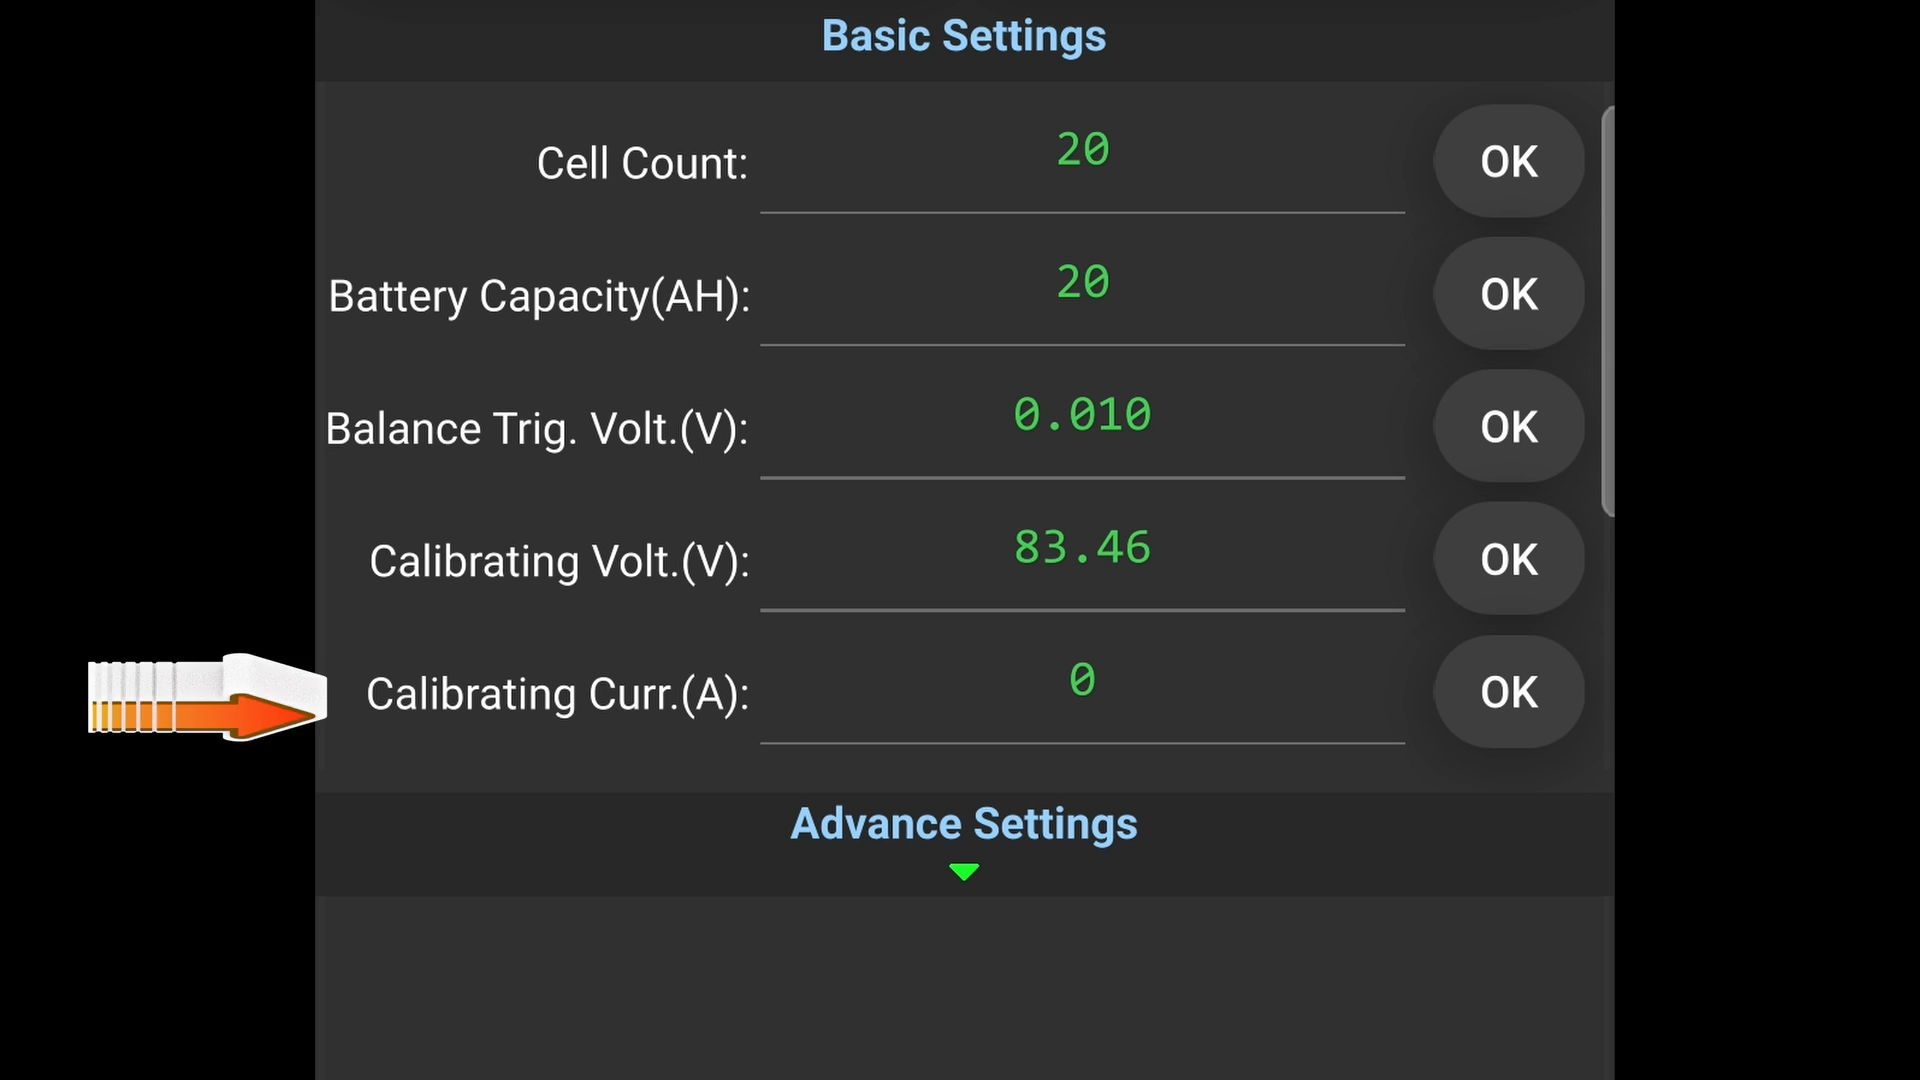 Basic Settings
Cell Count: 20 OK
Battery Capacity(AH): 20 OK
Balance Trig. Volt.(V): 0.010 OK
Calibrating Volt.(V): 83.46 OK
Calibrating Curr.(A): 0 OK
Advance Settings